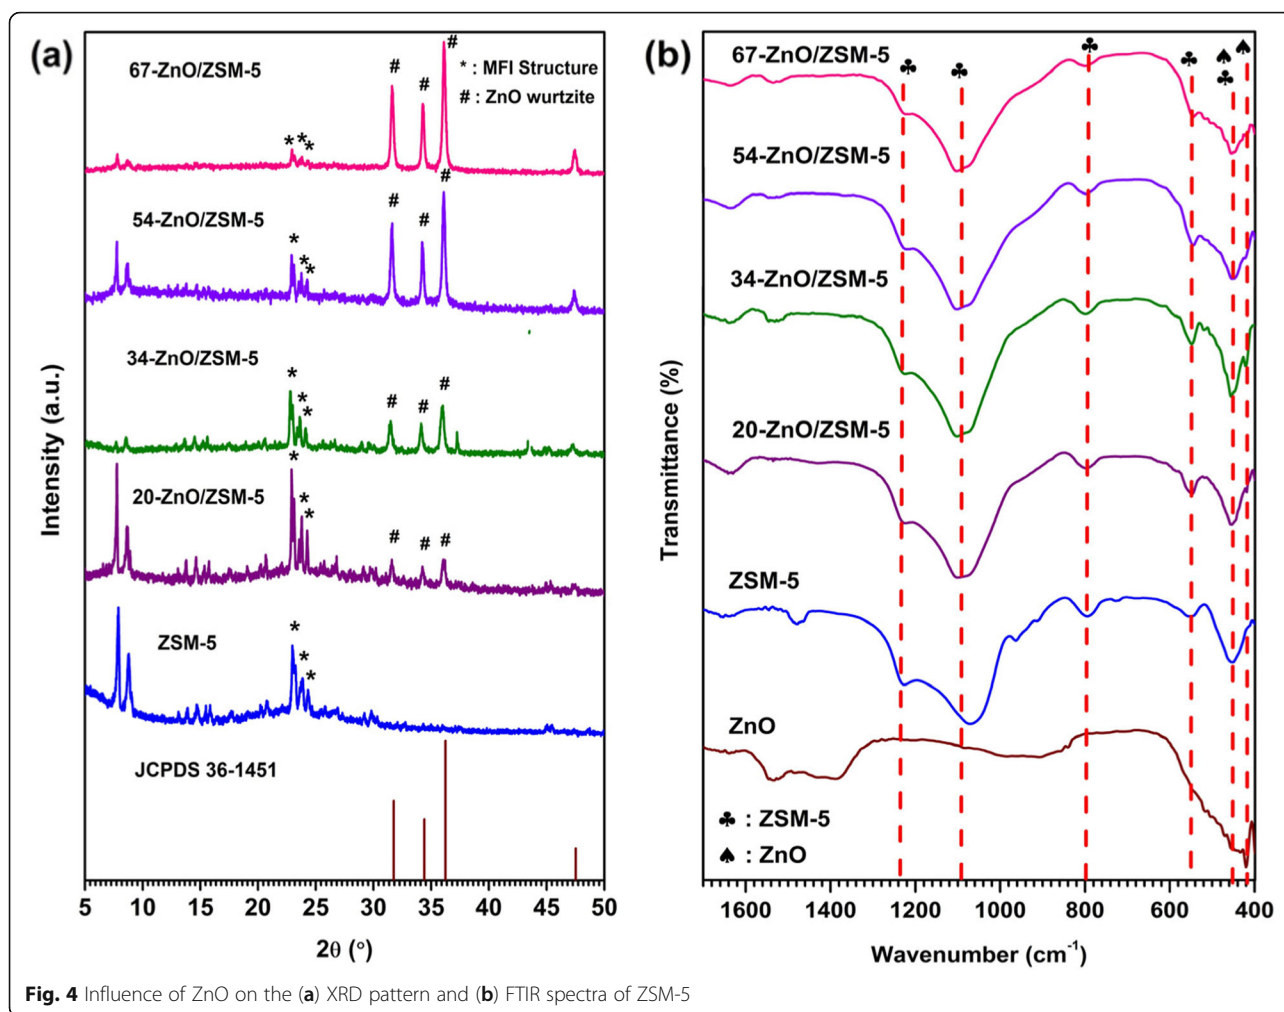 (a)
67-ZnO/ZSM-5
* : MFI Structure
# : ZnO wurtzite
54-ZnO/ZSM-5
34-ZnO/ZSM-5
20-ZnO/ZSM-5
ZSM-5
JCPDS 36-1451
Intensity (a.u.)
5 10 15 20 25 30 35 40 45 50
2θ (°)
(b)
67-ZnO/ZSM-5
54-ZnO/ZSM-5
34-ZnO/ZSM-5
20-ZnO/ZSM-5
ZSM-5
ZnO
♣ : ZSM-5
♠ : ZnO
Transmittance (%)
1600 1400 1200 1000 800 600 400
Wavenumber (cm⁻¹)
Fig. 4 Influence of ZnO on the (a) XRD pattern and (b) FTIR spectra of ZSM-5